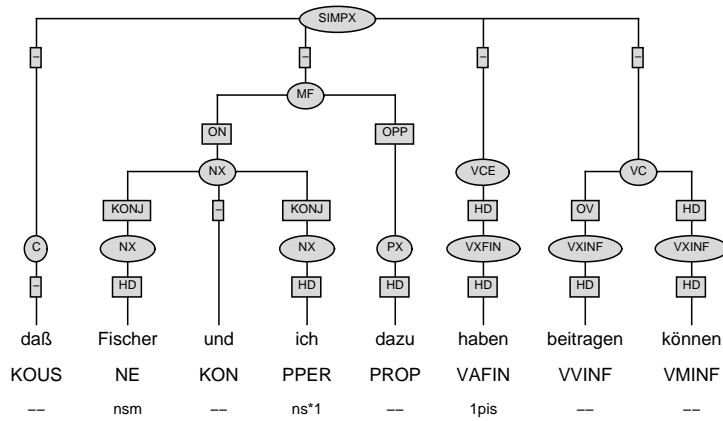 SIMPX
– – – –
MF
ON OPP
NX VCE VC
KONJ – KONJ HD OV HD
C NX NX PX VXFIN VXINF VXINF
– HD HD HD HD HD HD
daß Fischer und ich dazu haben beitragen können
KOUS NE KON PPER PROP VAFIN VVINF VMINF
–– nsm –– ns*1 –– 1pis –– ––